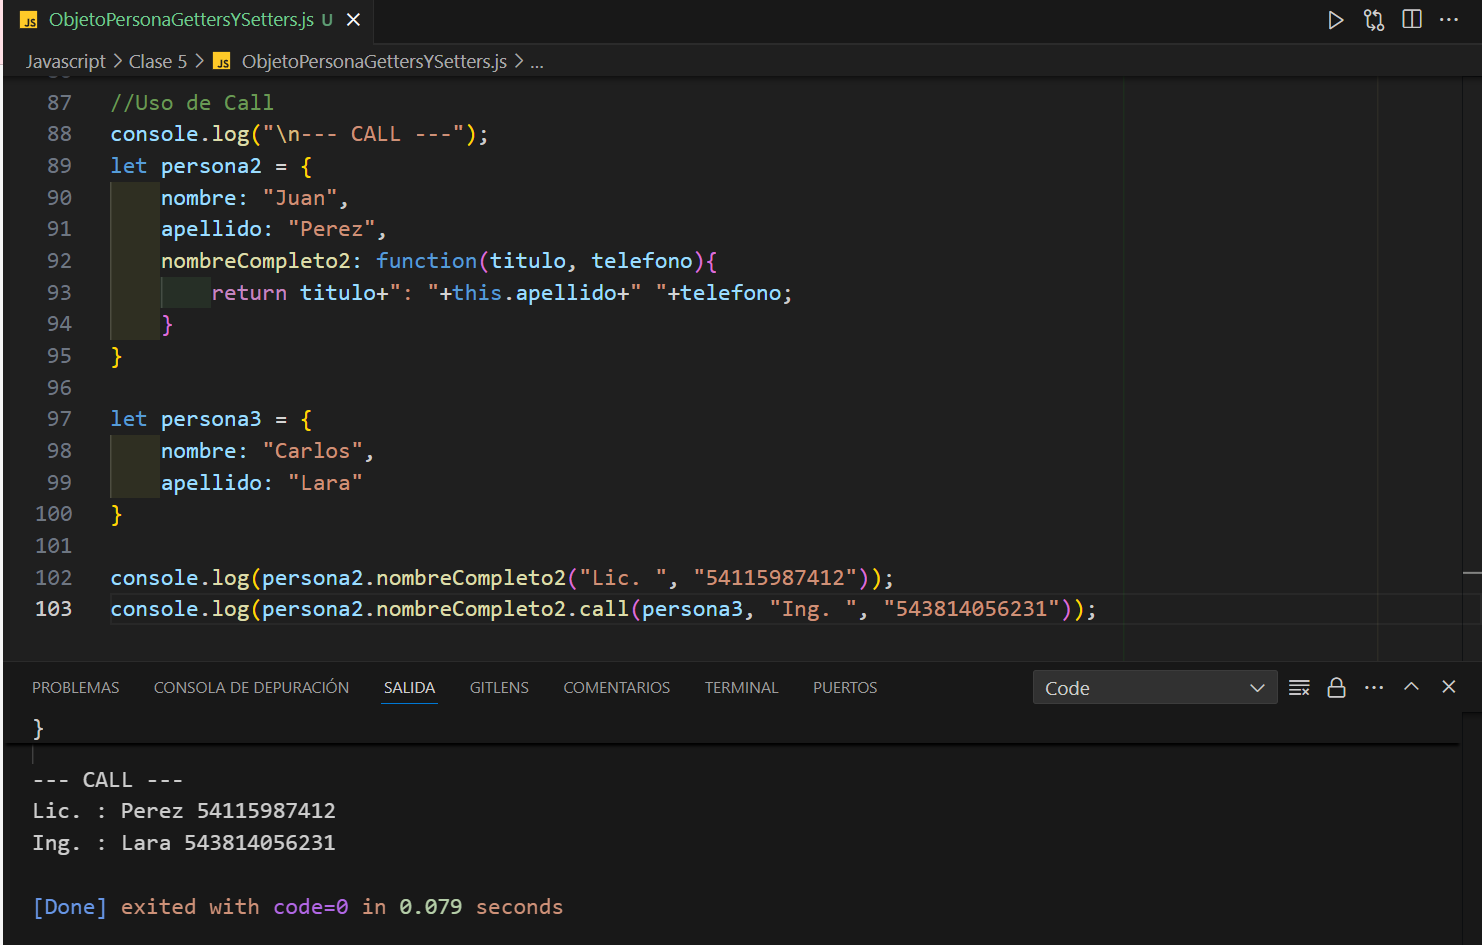 JS ObjetoPersonaGettersYSetters.js U
Javascript > Clase 5 > JS ObjetoPersonaGettersYSetters.js > ...
87 //Uso de Call
88 console.log("\n--- CALL ---");
89 let persona2 = {
90     nombre: "Juan",
91     apellido: "Perez",
92     nombreCompleto2: function(titulo, telefono){
93         return titulo+": "+this.apellido+" "+telefono;
94     }
95 }
96
97 let persona3 = {
98     nombre: "Carlos",
99     apellido: "Lara"
100 }
101
102 console.log(persona2.nombreCompleto2("Lic. ", "54115987412"));
103 console.log(persona2.nombreCompleto2.call(persona3, "Ing. ", "543814056231"));
PROBLEMAS CONSOLA DE DEPURACIÓN SALIDA GITLENS COMENTARIOS TERMINAL PUERTOS Code
}
--- CALL ---
Lic. : Perez 54115987412
Ing. : Lara 543814056231
[Done] exited with code=0 in 0.079 seconds